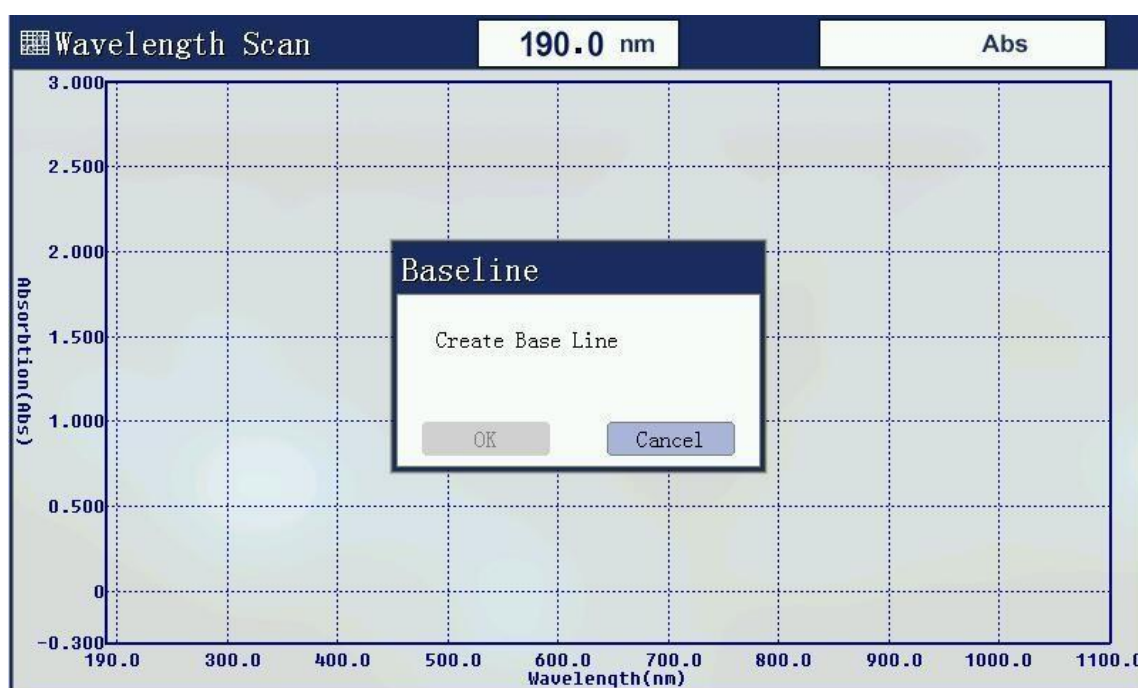 Wavelength Scan
190.0 nm
Abs
3.000
2.500
2.000
1.500
1.000
0.500
0
-0.300
Absorbtion(Abs)
Baseline
Create Base Line
OK Cancel
190.0 300.0 400.0 500.0 600.0 700.0 800.0 900.0 1000.0 1100.0
Wavelength(nm)